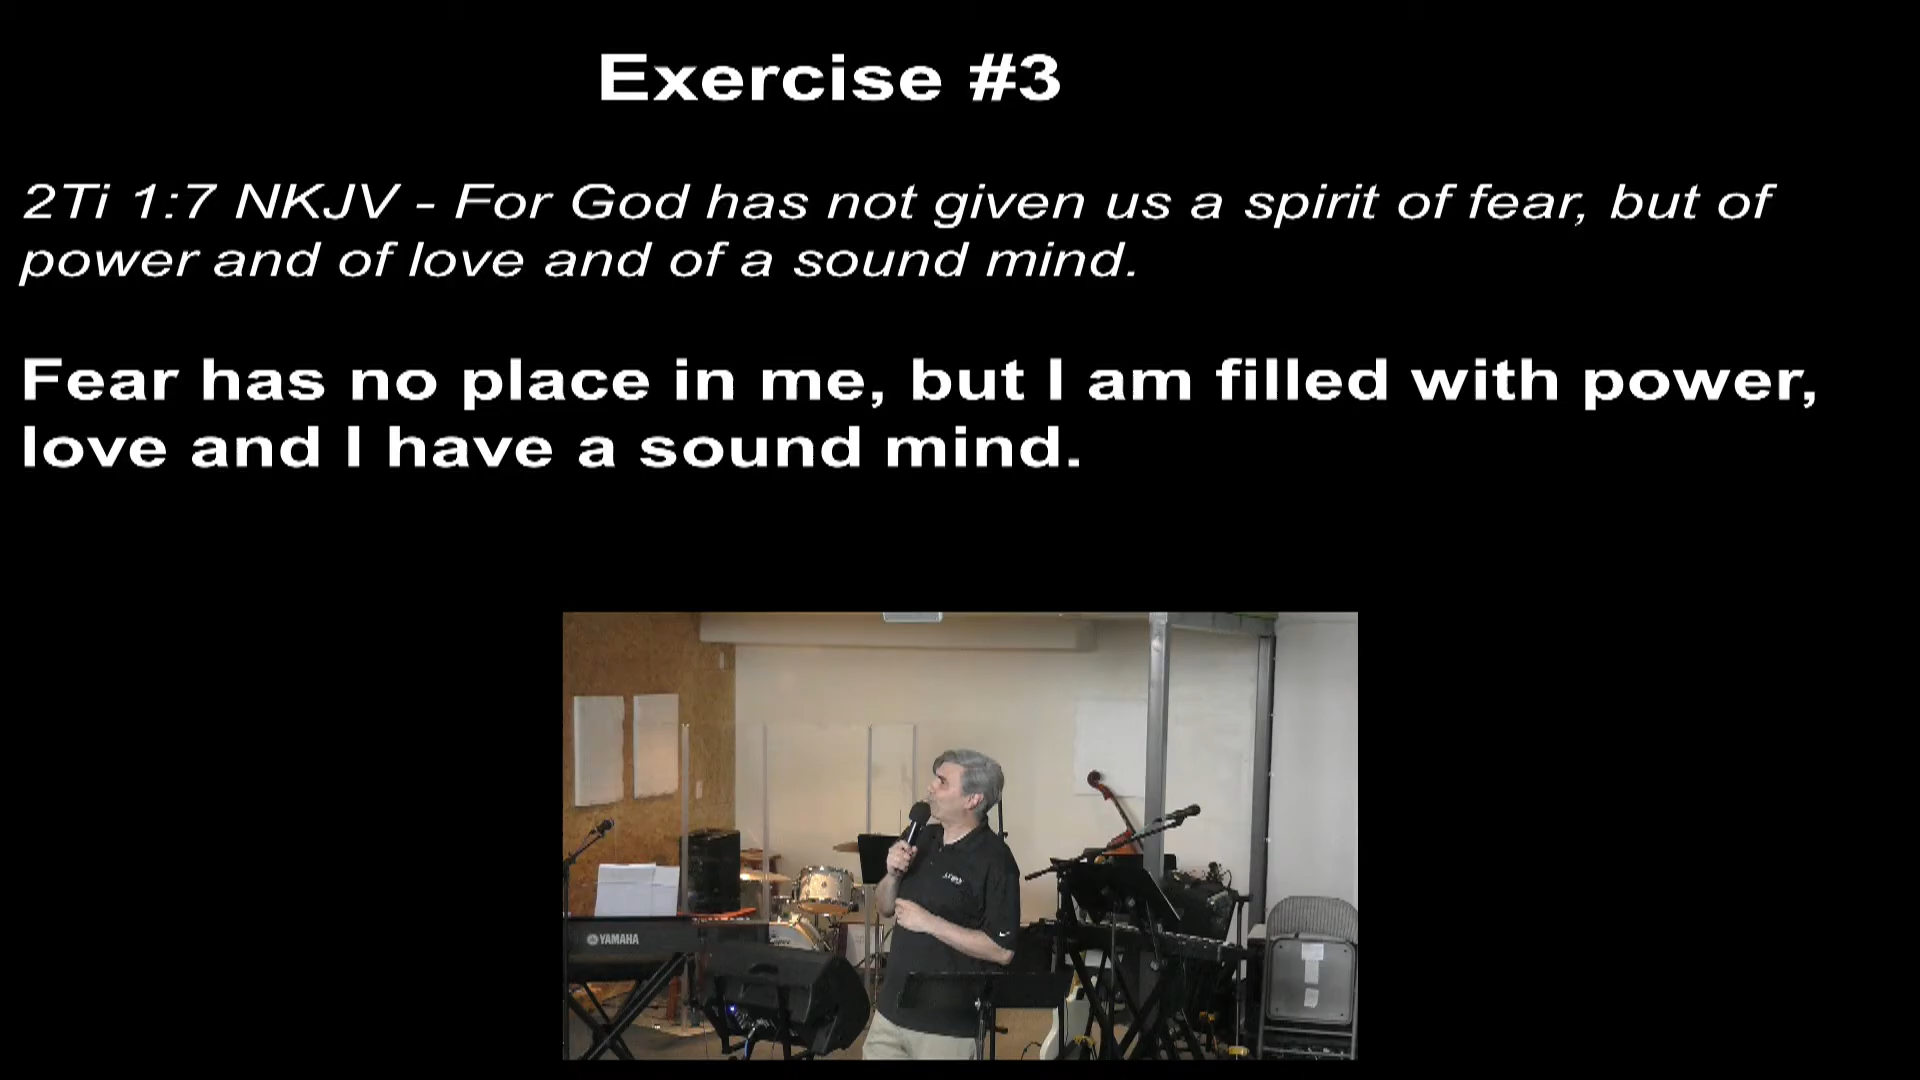 Exercise #3
2Ti 1:7 NKJV - For God has not given us a spirit of fear, but of
power and of love and of a sound mind.
Fear has no place in me, but I am filled with power,
love and I have a sound mind.
YAMAHA